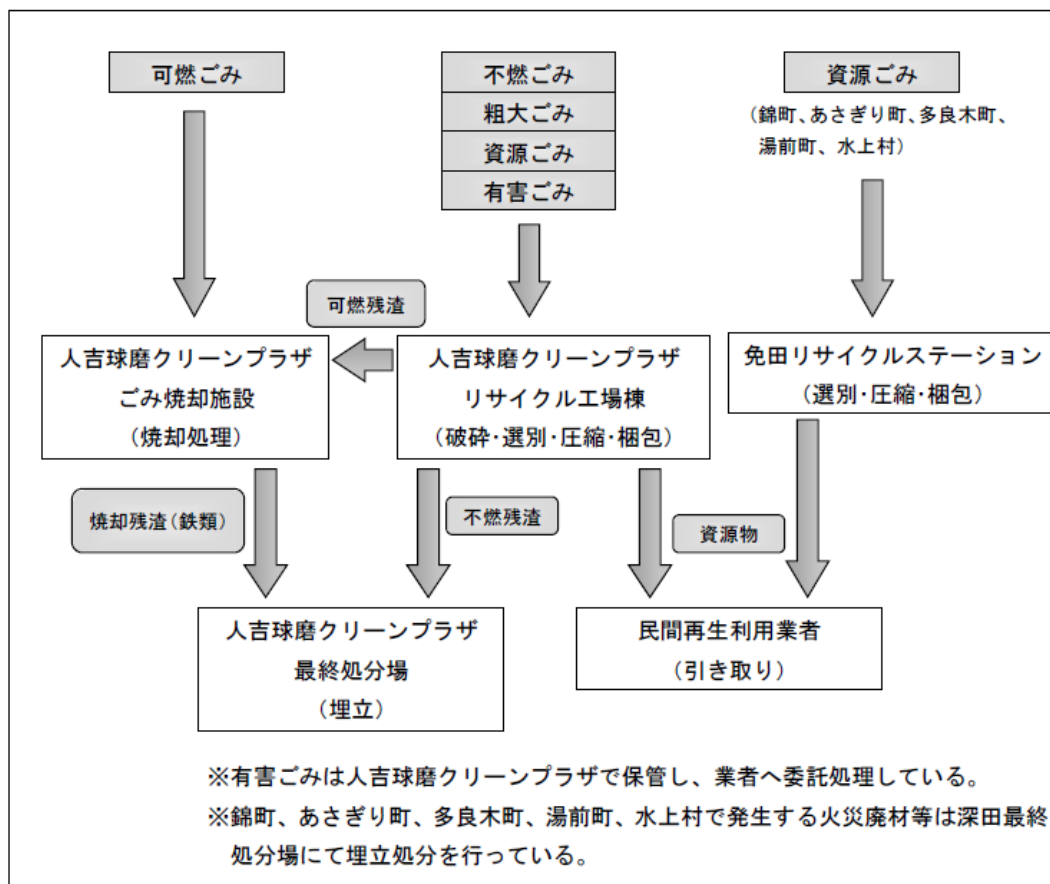 可燃ごみ
不燃ごみ
粗大ごみ
資源ごみ
有害ごみ
資源ごみ
（錦町、あさぎり町、多良木町、
湯前町、水上村）
可燃残渣
人吉球磨クリーンプラザ
ごみ焼却施設
（焼却処理）
人吉球磨クリーンプラザ
リサイクル工場棟
（破砕・選別・圧縮・梱包）
免田リサイクルステーション
（選別・圧縮・梱包）
焼却残渣（鉄類）
不燃残渣
資源物
人吉球磨クリーンプラザ
最終処分場
（埋立）
民間再生利用業者
（引き取り）
※有害ごみは人吉球磨クリーンプラザで保管し、業者へ委託処理している。
※錦町、あさぎり町、多良木町、湯前町、水上村で発生する火災廃材等は深田最終
処分場にて埋立処分を行っている。